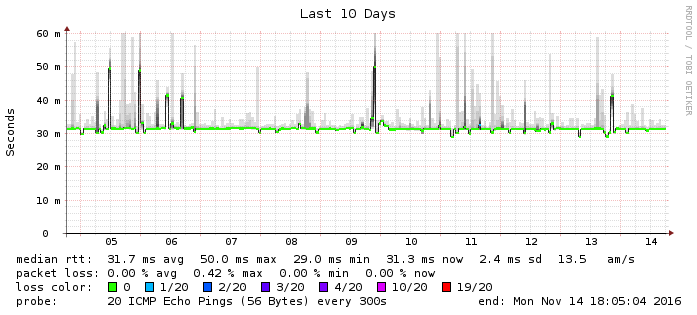 Last 10 Days
RRDTOOL / TOBI OETIKER
Seconds
60 m
50 m
40 m
30 m
20 m
10 m
0
05 06 07 08 09 10 11 12 13 14
median rtt: 31.7 ms avg 50.0 ms max 29.0 ms min 31.3 ms now 2.4 ms sd 13.5 am/s
packet loss: 0.00 % avg 0.42 % max 0.00 % min 0.00 % now
loss color: 0 1/20 2/20 3/20 4/20 10/20 19/20
probe: 20 ICMP Echo Pings (56 Bytes) every 300s end: Mon Nov 14 18:05:04 2016